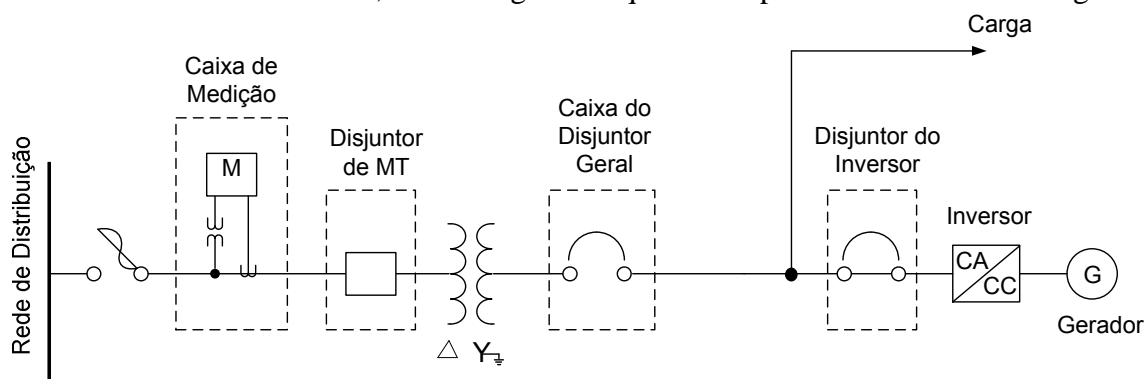 Carga
Caixa de
Medição
M
Disjuntor
de MT
Caixa do
Disjuntor
Geral
Disjuntor do
Inversor
Inversor
CA
CC
G
Gerador
Rede de Distribuição
△ Y